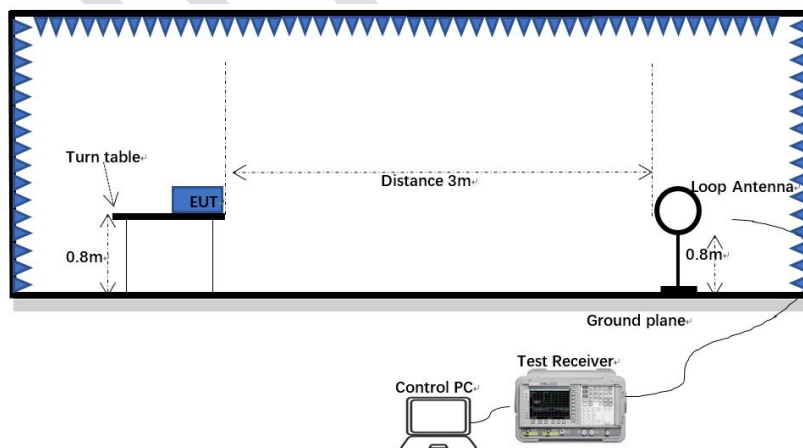 Turn table
EUT
Distance 3m
Loop Antenna
0.8m
0.8m
Ground plane
Test Receiver
Control PC